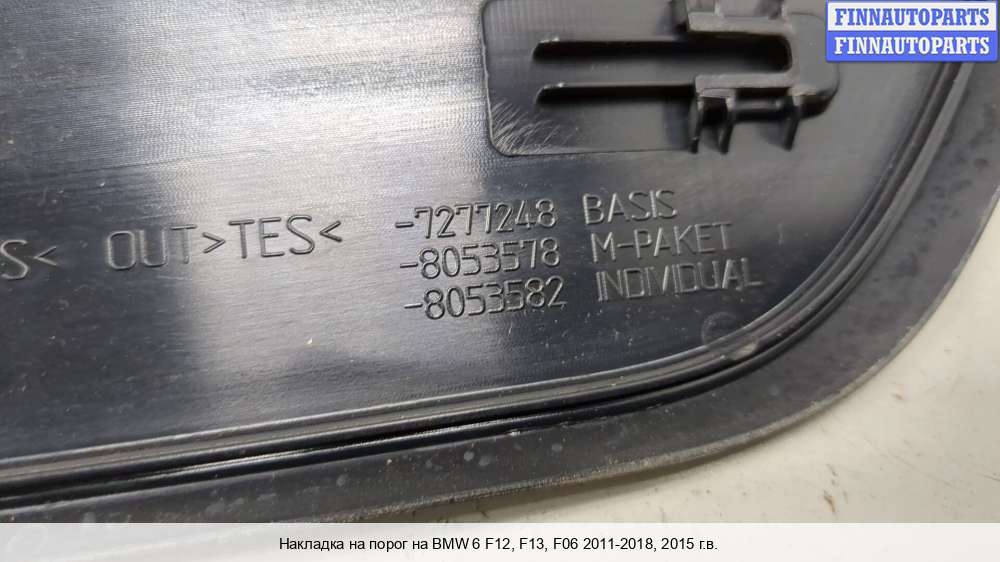 FINNAUTOPARTS
FINNAUTOPARTS
S< OUT >TES< -7277248 BASIS
-8053578 M-PAKET
-8053582 INDIVIDUAL
Накладка на порог на BMW 6 F12, F13, F06 2011-2018, 2015 г.в.